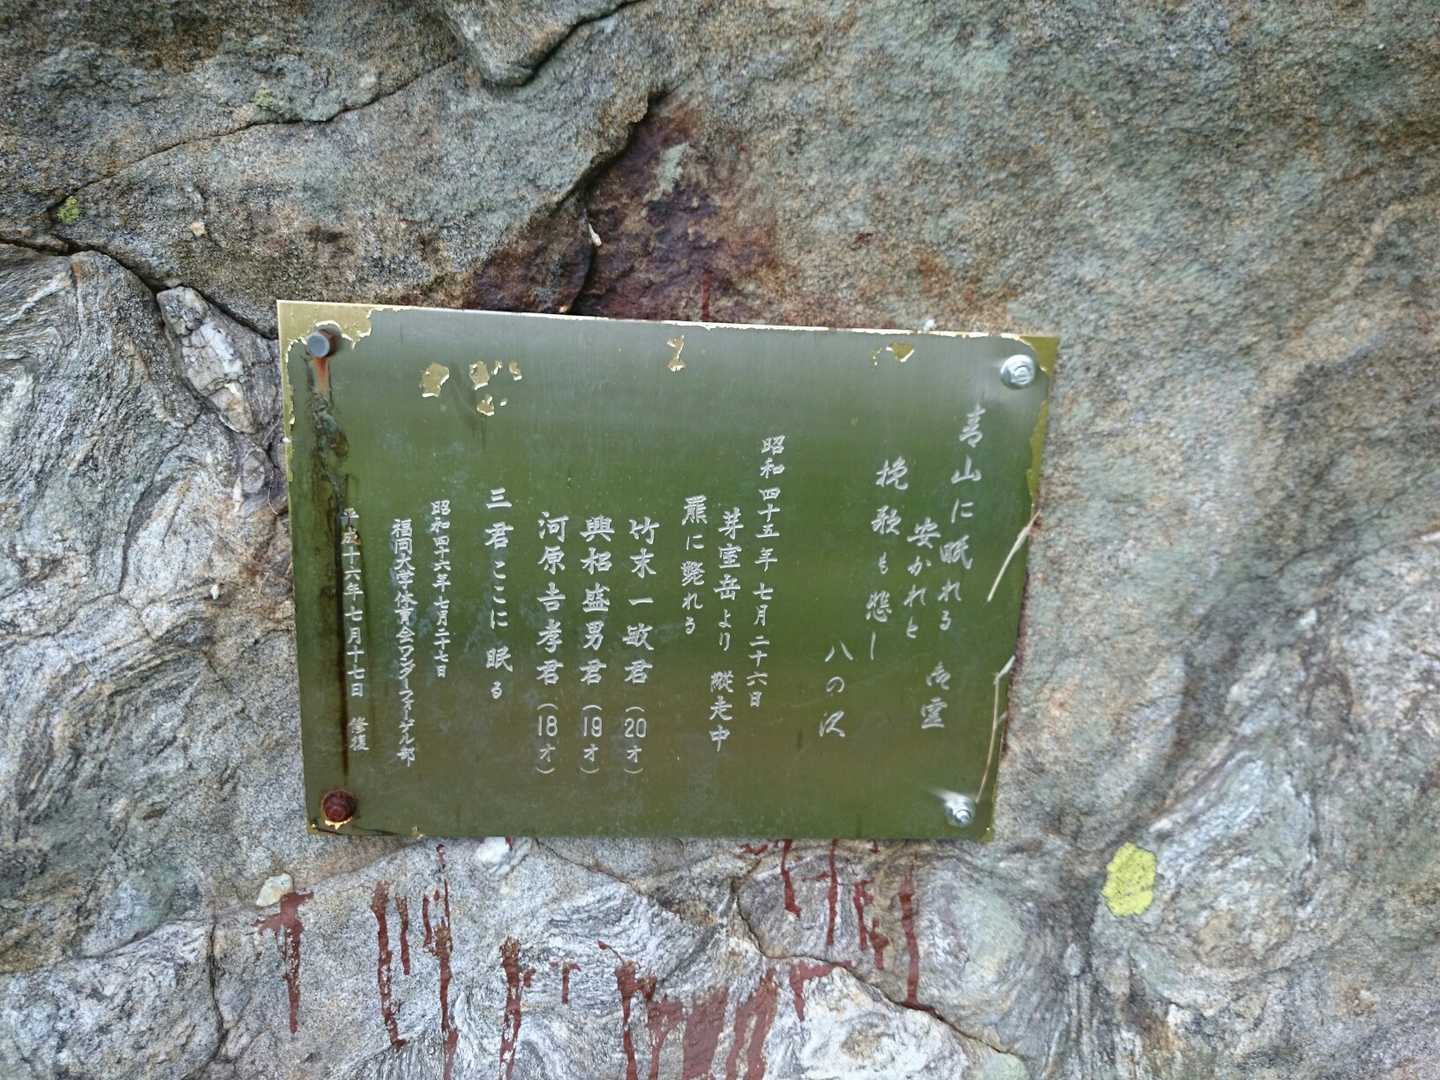 青山に眠れる
安かれと
挽歌も悲し
八の沢
昭和四十五年七月二十六日
芽室岳より縦走中
羆に斃れる
竹末一敏君（20才）
興梠盛男君（19才）
河原吉孝君（18才）
三君ここに眠る
昭和四十六年七月二十七日
福岡大学体育会ワンダーフォーゲル部
平成十六年七月十七日 修復